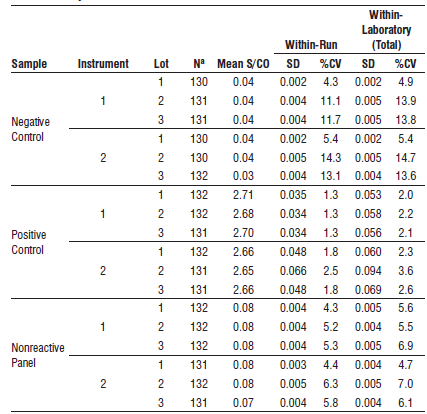 Within-
Laboratory
Within-Run (Total)
Sample Instrument Lot Nᵃ Mean S/CO SD %CV SD %CV
1 130 0.04 0.002 4.3 0.002 4.9
1 2 131 0.04 0.004 11.1 0.005 13.9
Negative 3 131 0.04 0.004 11.7 0.005 13.8
Control 1 130 0.04 0.002 5.4 0.002 5.4
2 2 130 0.04 0.005 14.3 0.005 14.7
3 132 0.03 0.004 13.1 0.004 13.6
1 132 2.71 0.035 1.3 0.053 2.0
1 2 132 2.68 0.034 1.3 0.058 2.2
Positive 3 131 2.70 0.034 1.3 0.056 2.1
Control 1 132 2.66 0.048 1.8 0.060 2.3
2 2 131 2.65 0.066 2.5 0.094 3.6
3 131 2.66 0.048 1.8 0.069 2.6
1 132 0.08 0.004 4.3 0.005 5.6
1 2 132 0.08 0.004 5.2 0.004 5.5
Nonreactive 3 132 0.08 0.004 5.3 0.005 6.9
Panel 1 131 0.08 0.003 4.4 0.004 4.7
2 2 132 0.08 0.005 6.3 0.005 7.0
3 131 0.07 0.004 5.8 0.004 6.1